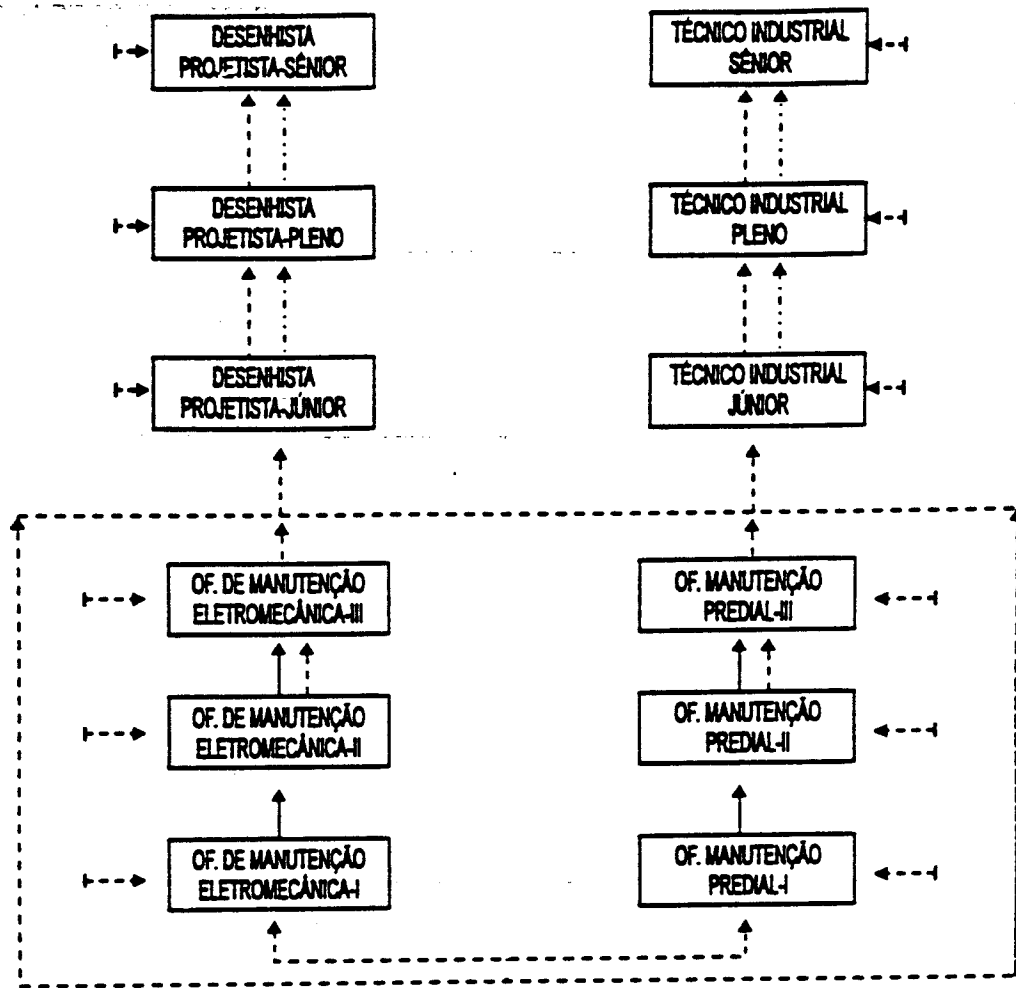 DESENHISTA
PROJETISTA-SÊNIOR
TÉCNICO INDUSTRIAL
SÊNIOR
DESENHISTA
PROJETISTA-PLENO
TÉCNICO INDUSTRIAL
PLENO
DESENHISTA
PROJETISTA-JÚNIOR
TÉCNICO INDUSTRIAL
JÚNIOR
OF. DE MANUTENÇÃO
ELETROMECÂNICA-III
OF. MANUTENÇÃO
PREDIAL-III
OF. DE MANUTENÇÃO
ELETROMECÂNICA-II
OF. MANUTENÇÃO
PREDIAL-II
OF. DE MANUTENÇÃO
ELETROMECÂNICA-I
OF. MANUTENÇÃO
PREDIAL-I